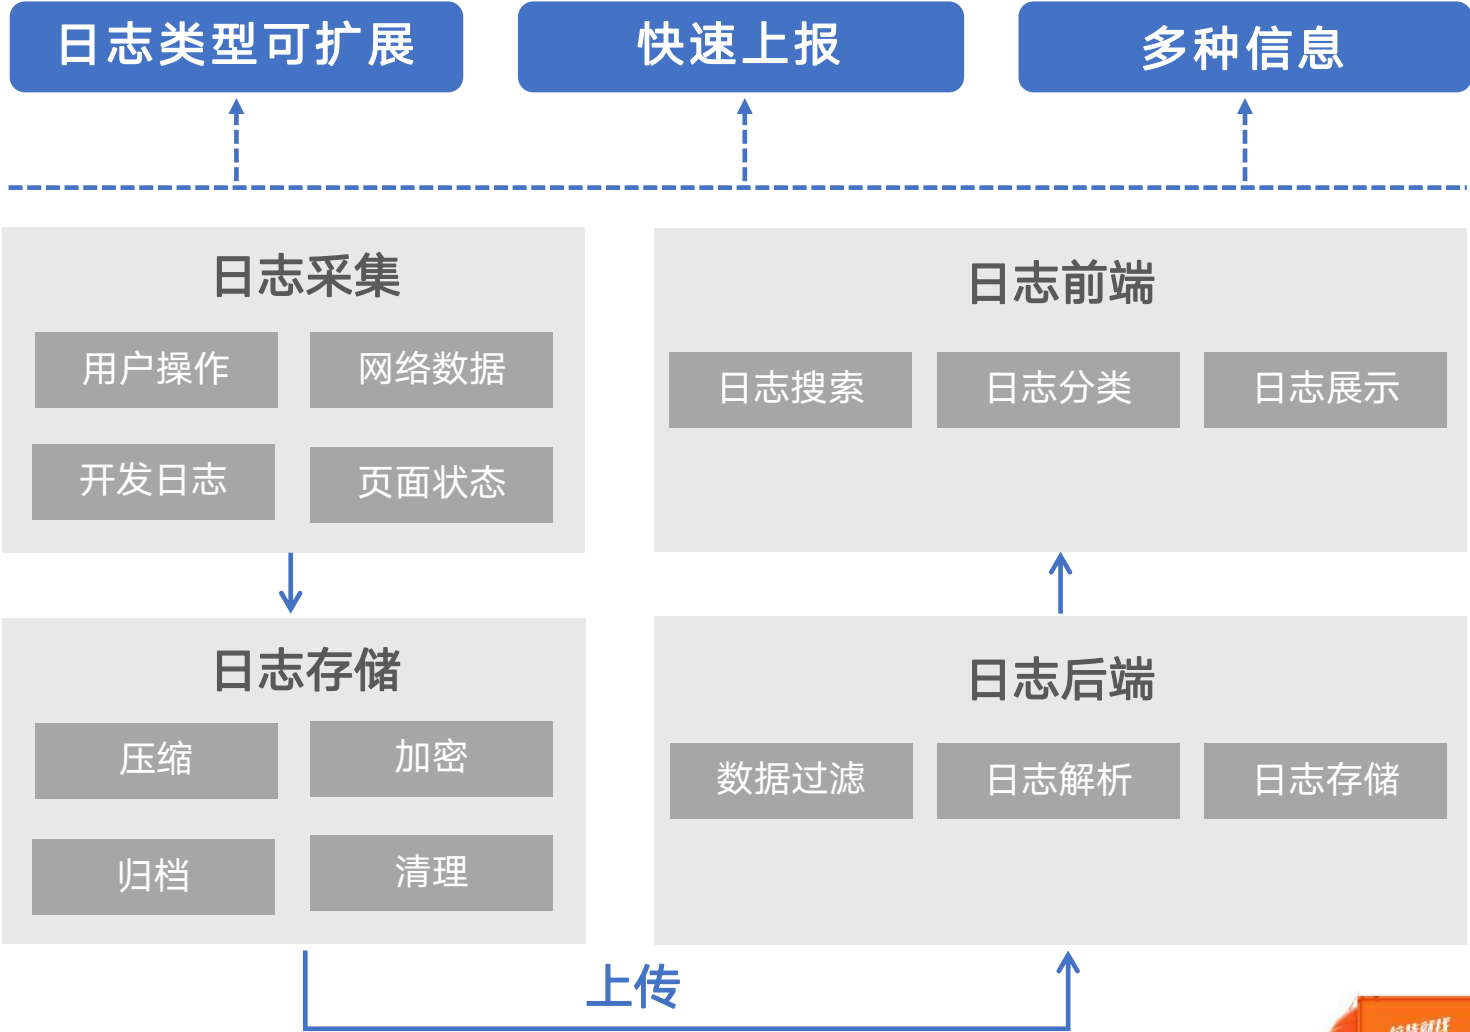 日志类型可扩展
快速上报
多种信息
日志采集
用户操作
网络数据
开发日志
页面状态
日志前端
日志搜索
日志分类
日志展示
日志存储
压缩
加密
归档
清理
日志后端
数据过滤
日志解析
日志存储
上传